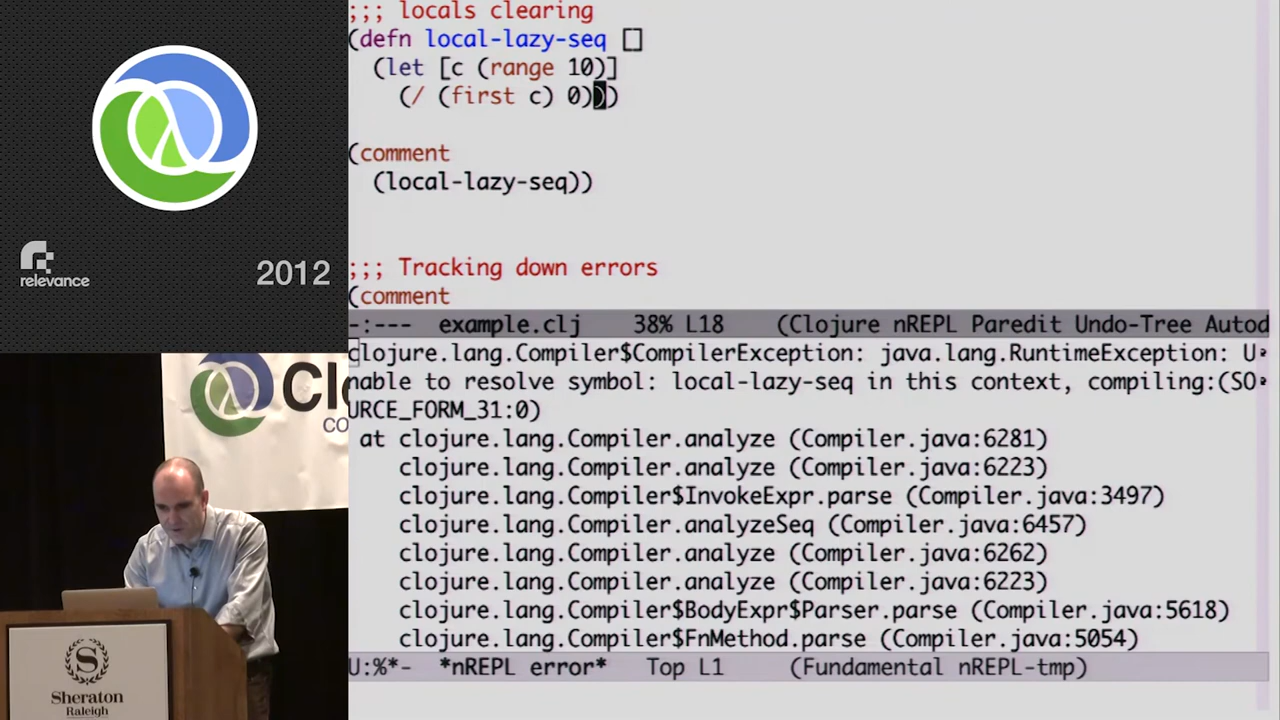 ;;; locals clearing
(defn local-lazy-seq []
  (let [c (range 10)]
    (/ (first c) 0)))
(comment
  (local-lazy-seq))
;;; Tracking down errors
(comment
-:---  example.clj    38% L18    (Clojure nREPL Paredit Undo-Tree Autod
clojure.lang.Compiler$CompilerException: java.lang.RuntimeException: U
nable to resolve symbol: local-lazy-seq in this context, compiling:(SO
URCE_FORM_31:0)
 at clojure.lang.Compiler.analyze (Compiler.java:6281)
    clojure.lang.Compiler.analyze (Compiler.java:6223)
    clojure.lang.Compiler$InvokeExpr.parse (Compiler.java:3497)
    clojure.lang.Compiler.analyzeSeq (Compiler.java:6457)
    clojure.lang.Compiler.analyze (Compiler.java:6262)
    clojure.lang.Compiler.analyze (Compiler.java:6223)
    clojure.lang.Compiler$BodyExpr$Parser.parse (Compiler.java:5618)
    clojure.lang.Compiler$FnMethod.parse (Compiler.java:5054)
U:%*-  *nREPL error*   Top L1     (Fundamental nREPL-tmp)
relevance
2012
Clo
co
S
Sheraton
Raleigh